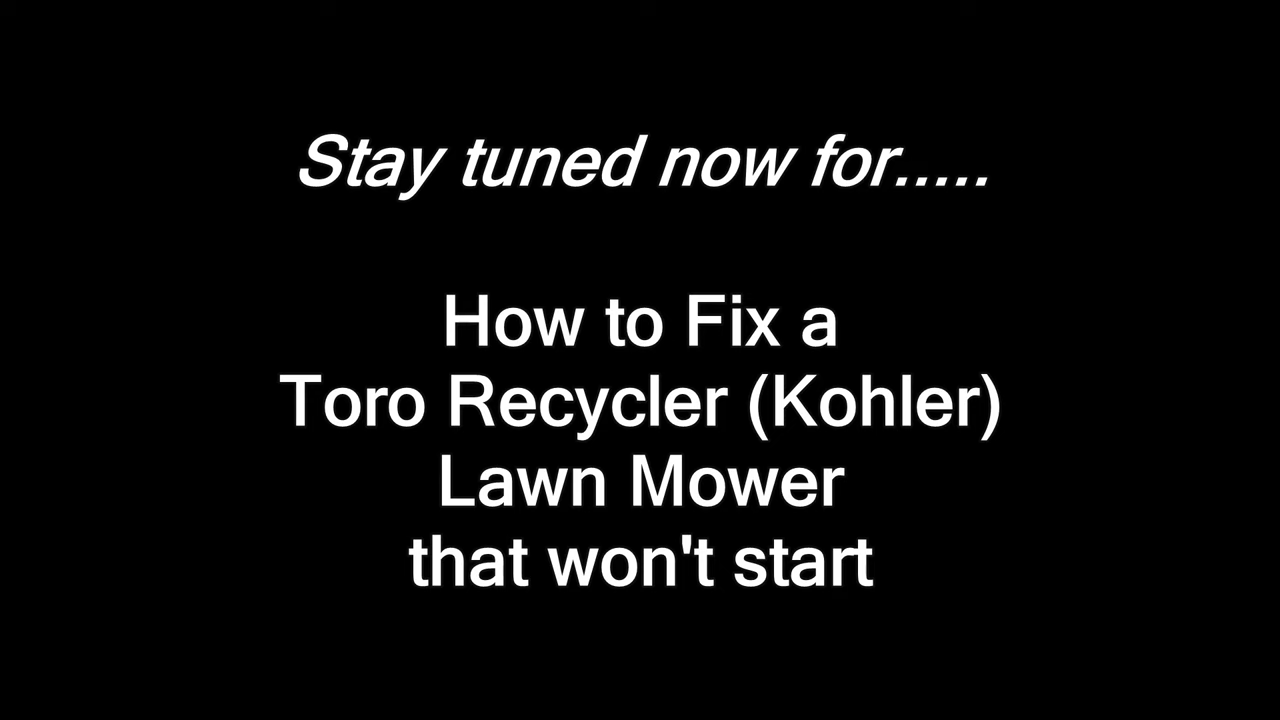 Stay tuned now for.....
How to Fix a
Toro Recycler (Kohler)
Lawn Mower
that won't start